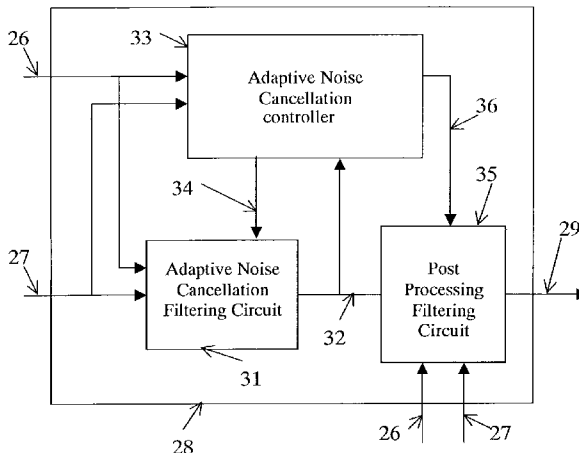 33
26
Adaptive Noise
Cancellation
controller
36
34
35
27
Adaptive Noise
Cancellation
Filtering Circuit
Post
Processing
Filtering
Circuit
29
32
31
28
26
27